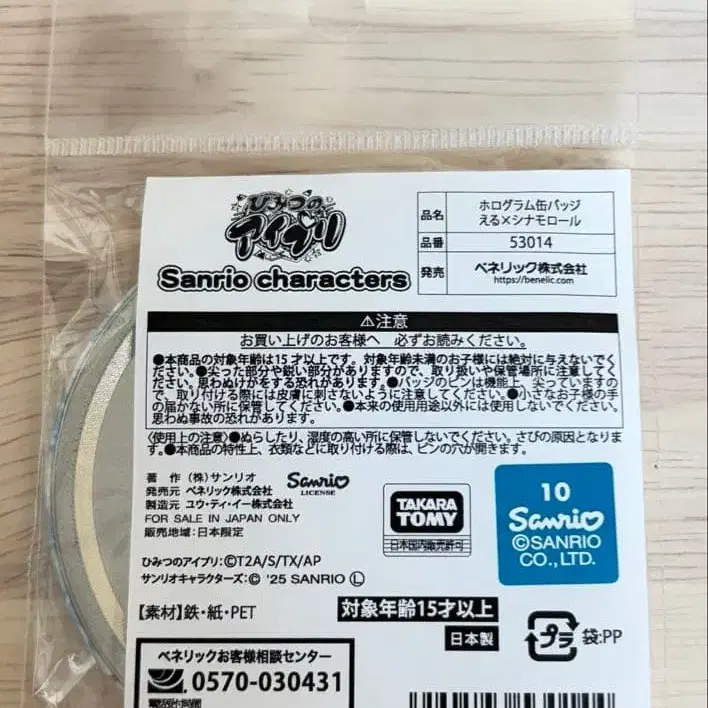 ひみつの
アイプリ
Sanrio characters
品名 ホログラム缶バッジ
える×シナモロール
品番 53014
発売 ベネリック株式会社
https://benelic.com
⚠注意
お買い上げのお客様へ 必ずお読みください。
●本商品の対象年齢は15才以上です。対象年齢未満のお子様には絶対に与えないでく
ださい。●尖った部分や鋭い部分がありますので、取り扱いや保管場所に注意してく
ださい。思わぬけがをする恐れがあります。●バッジのピンは機能上、尖っていますの
で、取り付ける際には皮膚に刺さないように注意してください。●小さなお子様の手
の届かない所に保管してください。●本来の使用用途以外には使用しないでください。
思わぬ事故の恐れがあります。
〈使用上の注意〉●ぬらしたり、湿度の高い所に保管しないでください。さびの原因となりま
す。●本商品の特性上、衣類などに取り付ける際は、ピンの穴が開きます。
著作 (株)サンリオ
発売元 ベネリック株式会社
製造元 ユウ・ディ・イー株式会社
FOR SALE IN JAPAN ONLY
販売地域:日本限定
Sanrio
LICENSE
TAKARA
TOMY
日本国内販売許可
10
Sanrio
©SANRIO
CO., LTD.
ひみつのアイプリ:©T2A/S/TX/AP
サンリオキャラクターズ:© '25 SANRIO Ⓛ
【素材】鉄・紙・PET
対象年齢15才以上
日本製
プラ 袋:PP
ベネリックお客様相談センター
0570-030431